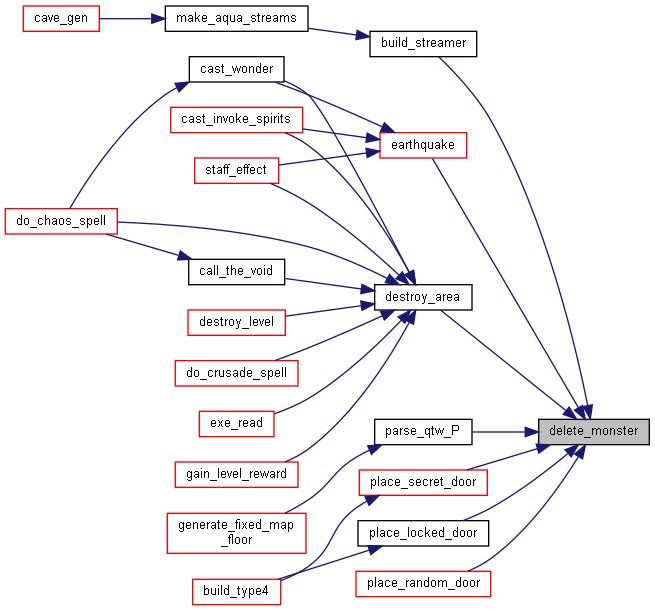 cave_gen
make_aqua_streams
build_streamer
cast_wonder
cast_invoke_spirits
earthquake
staff_effect
do_chaos_spell
call_the_void
destroy_area
destroy_level
do_crusade_spell
exe_read
parse_qtw_P
delete_monster
gain_level_reward
place_secret_door
generate_fixed_map
_floor
place_locked_door
build_type4
place_random_door